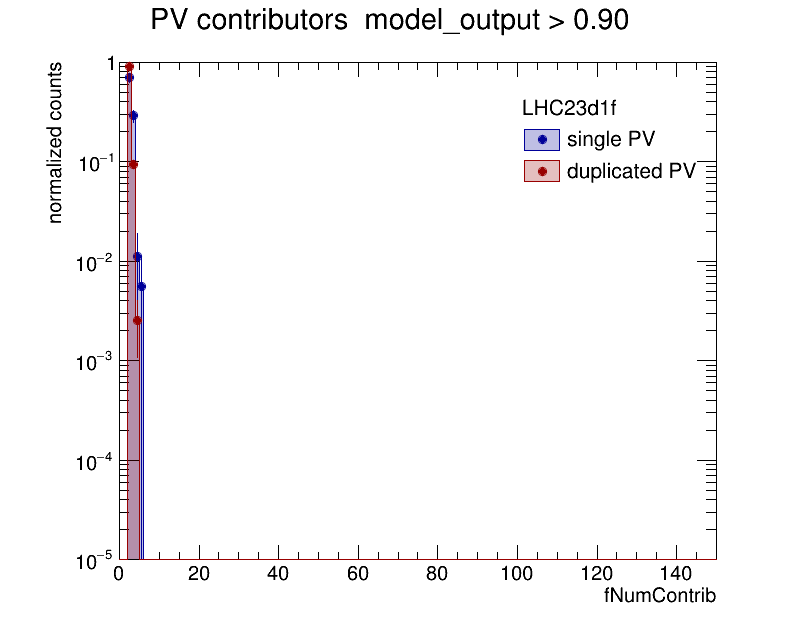 PV contributors  model_output > 0.90
normalized counts
1
10−1
10−2
10−3
10−4
10−5
LHC23d1f
single PV
duplicated PV
0 20 40 60 80 100 120 140
fNumContrib